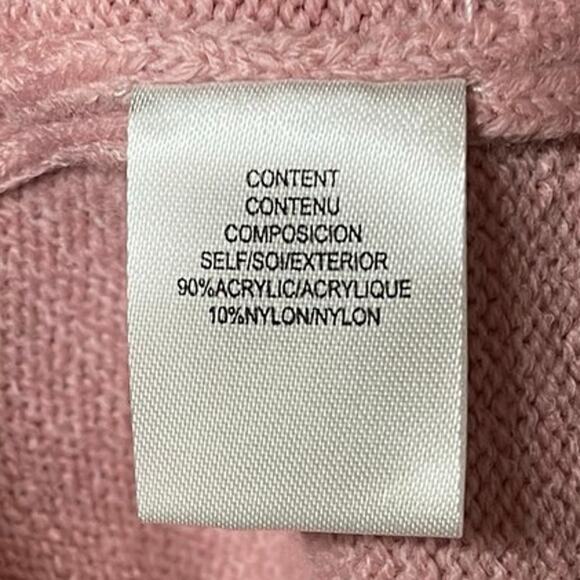 CONTENT
CONTENU
COMPOSICION
SELF/SOI/EXTERIOR
90%ACRYLIC/ACRYLIQUE
10%NYLON/NYLON